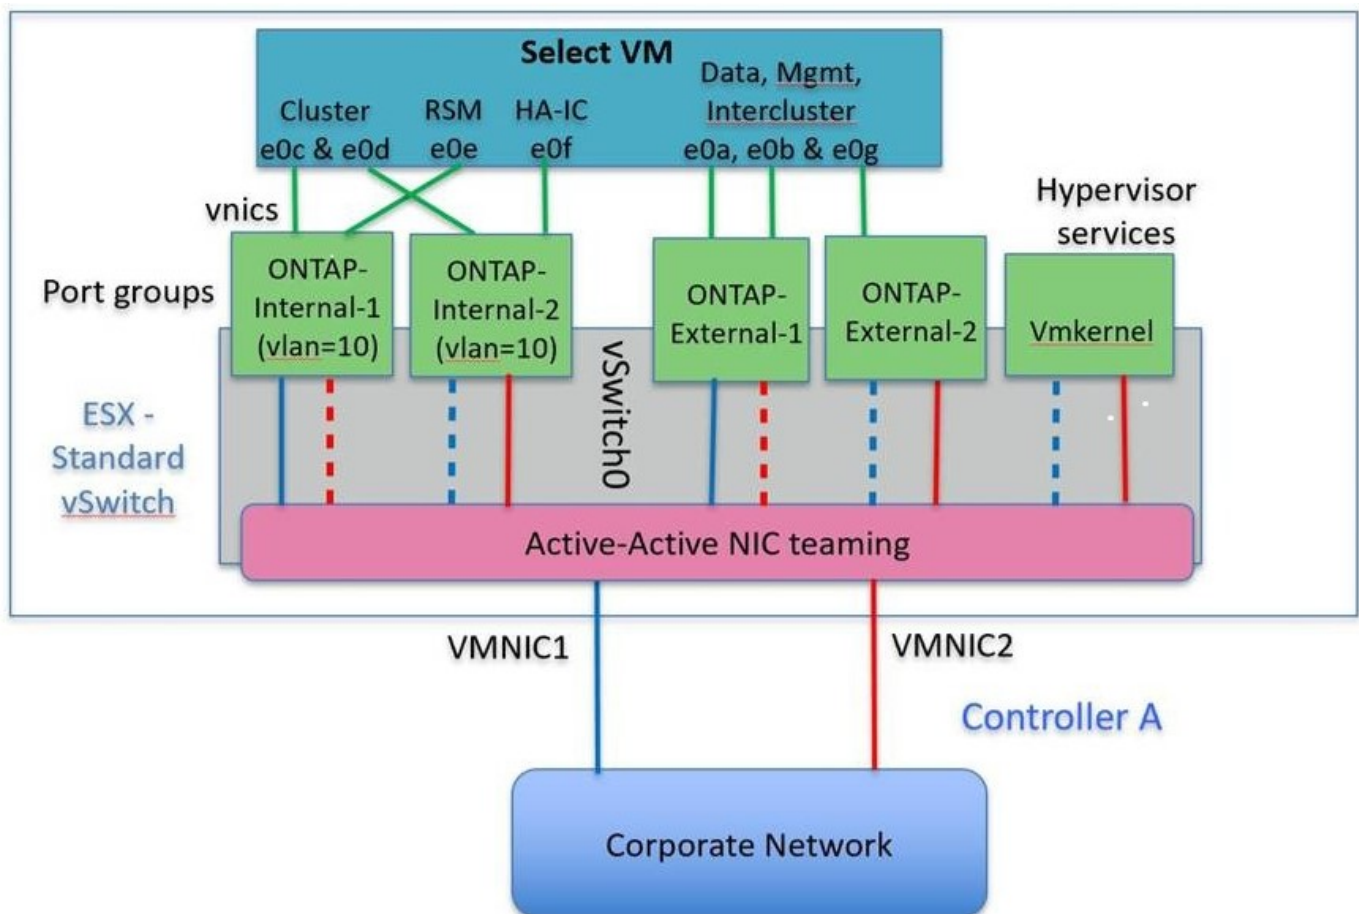 Select VM
Cluster
e0c & e0d
RSM
e0e
HA-IC
e0f
Data, Mgmt,
Intercluster
e0a, e0b & e0g
vnics
Hypervisor
services
Port groups
ONTAP-
Internal-1
(vlan=10)
ONTAP-
Internal-2
(vlan=10)
ONTAP-
External-1
ONTAP-
External-2
Vmkernel
vSwitch0
ESX -
Standard
vSwitch
Active-Active NIC teaming
VMNIC1
VMNIC2
Controller A
Corporate Network